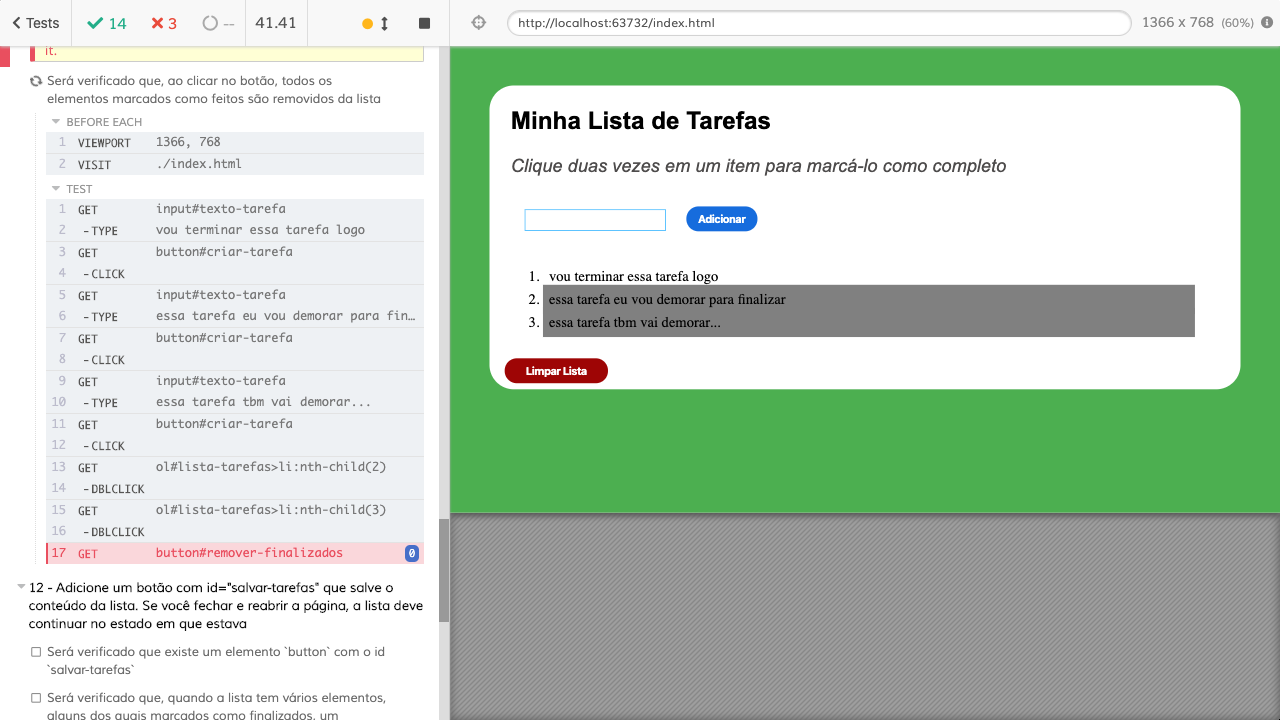 Tests
14
3
--
41.41
http://localhost:63732/index.html
1366 x 768 (60%)
it.
Será verificado que, ao clicar no botão, todos os
elementos marcados como feitos são removidos da lista
BEFORE EACH
1 VIEWPORT 1366, 768
2 VISIT ./index.html
TEST
1 GET input#texto-tarefa
2 -TYPE vou terminar essa tarefa logo
3 GET button#criar-tarefa
4 -CLICK
5 GET input#texto-tarefa
6 -TYPE essa tarefa eu vou demorar para fin…
7 GET button#criar-tarefa
8 -CLICK
9 GET input#texto-tarefa
10 -TYPE essa tarefa tbm vai demorar...
11 GET button#criar-tarefa
12 -CLICK
13 GET ol#lista-tarefas>li:nth-child(2)
14 -DBLCLICK
15 GET ol#lista-tarefas>li:nth-child(3)
16 -DBLCLICK
17 GET button#remover-finalizados 0
12 - Adicione um botão com id="salvar-tarefas" que salve o
conteúdo da lista. Se você fechar e reabrir a página, a lista deve
continuar no estado em que estava
Será verificado que existe um elemento `button` com o id
`salvar-tarefas`
Será verificado que, quando a lista tem vários elementos,
alguns dos quais marcados como finalizados, um
Minha Lista de Tarefas
Clique duas vezes em um item para marcá-lo como completo
Adicionar
1. vou terminar essa tarefa logo
2. essa tarefa eu vou demorar para finalizar
3. essa tarefa tbm vai demorar...
Limpar Lista